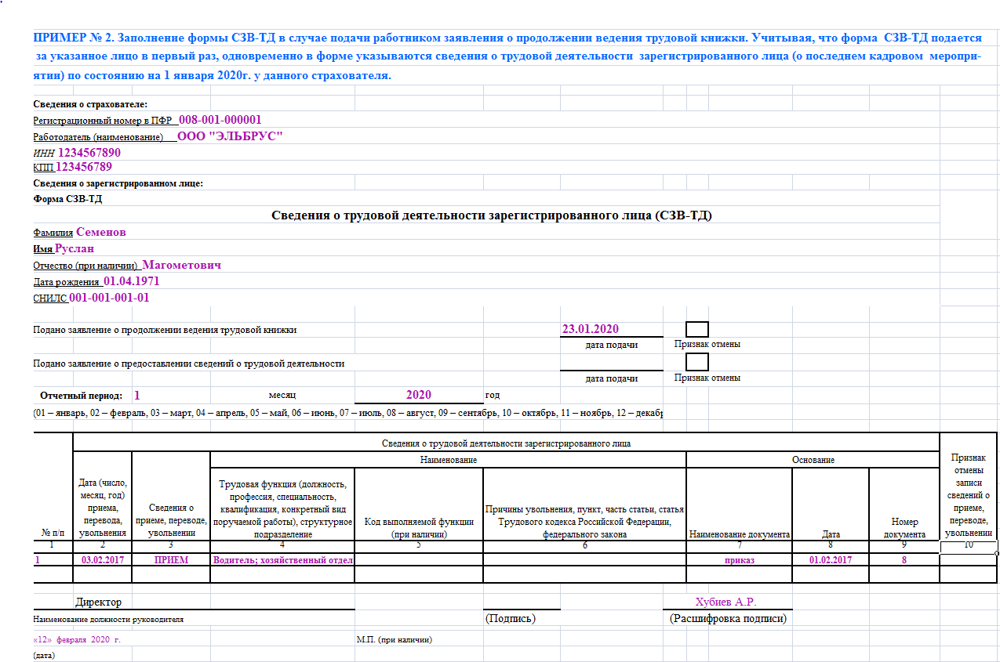 ПРИМЕР № 2. Заполнение формы СЗВ-ТД в случае подачи работником заявления о продолжении ведения трудовой книжки. Учитывая, что форма СЗВ-ТД подается
за указанное лицо в первый раз, одновременно в форме указываются сведения о трудовой деятельности зарегистрированного лица (о последнем кадровом меропри-
ятии) по состоянию на 1 января 2020г. у данного страхователя.
Сведения о страхователе:
Регистрационный номер в ПФР 008-001-000001
Работодатель (наименование) ООО "ЭЛЬБРУС"
ИНН 1234567890
КПП 123456789
Сведения о зарегистрированном лице:
Форма СЗВ-ТД
Сведения о трудовой деятельности зарегистрированного лица (СЗВ-ТД)
Фамилия Семенов
Имя Руслан
Отчество (при наличии) Магометович
Дата рождения 01.04.1971
СНИЛС 001-001-001-01
Подано заявление о продолжении ведения трудовой книжки 23.01.2020
дата подачи Признак отмены
Подано заявление о предоставлении сведений о трудовой деятельности
дата подачи Признак отмены
Отчетный период: 1 месяц 2020 год
(01 – январь, 02 – февраль, 03 – март, 04 – апрель, 05 – май, 06 – июнь, 07 – июль, 08 – август, 09 – сентябрь, 10 – октябрь, 11 – ноябрь, 12 – декабр
№ п/п
Сведения о трудовой деятельности зарегистрированного лица
Дата (число,
месяц, год)
приема,
перевода,
увольнения
Сведения о
приеме, переводе,
увольнении
Наименование
Трудовая функция (должность,
профессия, специальность,
квалификация, конкретный вид
поручаемой работы), структурное
подразделение
Код выполняемой функции
(при наличии)
Причины увольнения, пункт, часть статьи, статья
Трудового кодекса Российской Федерации,
федерального закона
Основание
Наименование документа
Дата
Номер
документа
Признак
отмены
записи
сведений о
приеме,
переводе,
увольнении
1 2 3 4 5 6 7 8 9 10
1 03.02.2017 ПРИЕМ Водитель; хозяйственный отдел приказ 01.02.2017 8
Директор Хубиев А.Р.
Наименование должности руководителя (Подпись) (Расшифровка подписи)
«12» февраля 2020 г. М.П. (при наличии)
(дата)